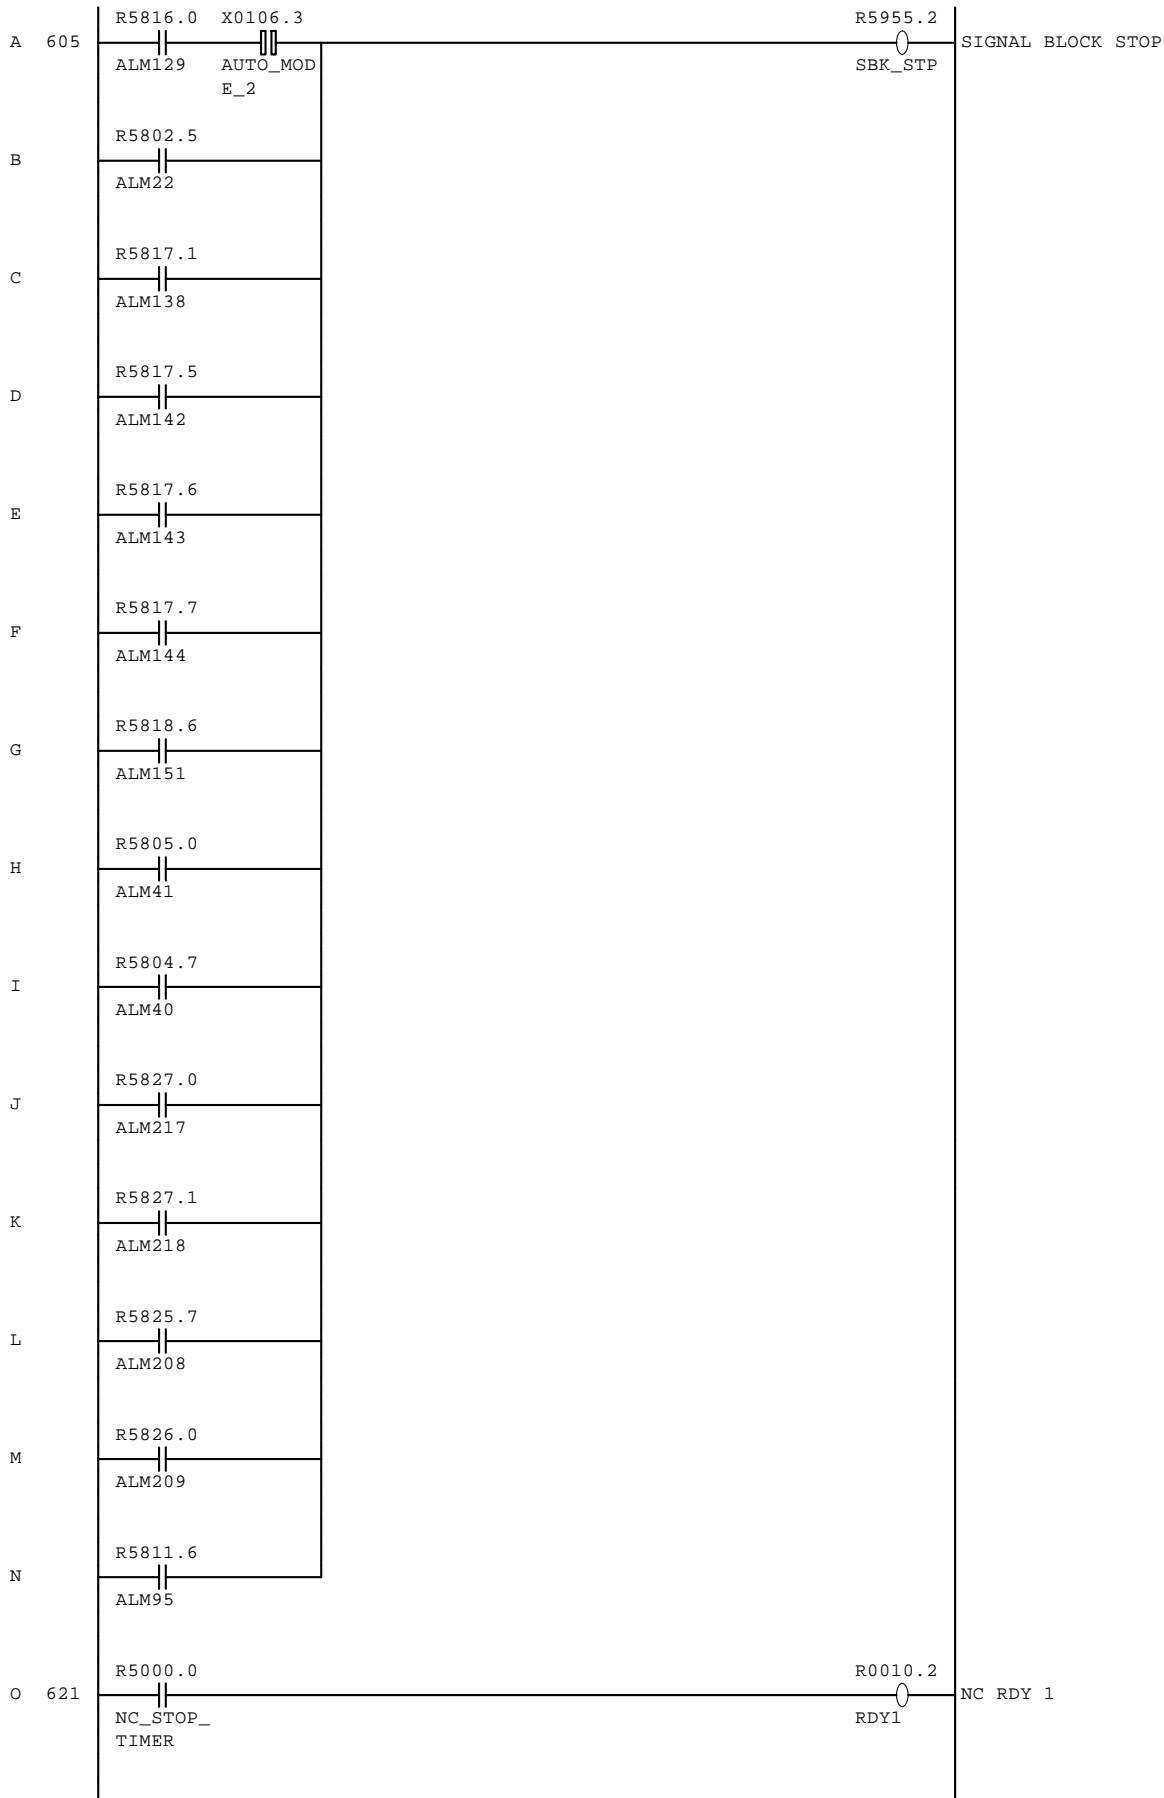 R5816.0 X0106.3 R5955.2
A 605 SIGNAL BLOCK STOP
ALM129 AUTO_MOD SBK_STP
E_2
R5802.5
B
ALM22
R5817.1
C
ALM138
R5817.5
D
ALM142
R5817.6
E
ALM143
R5817.7
F
ALM144
R5818.6
G
ALM151
R5805.0
H
ALM41
R5804.7
I
ALM40
R5827.0
J
ALM217
R5827.1
K
ALM218
R5825.7
L
ALM208
R5826.0
M
ALM209
R5811.6
N
ALM95
R5000.0 R0010.2
O 621 NC RDY 1
NC_STOP_ RDY1
TIMER